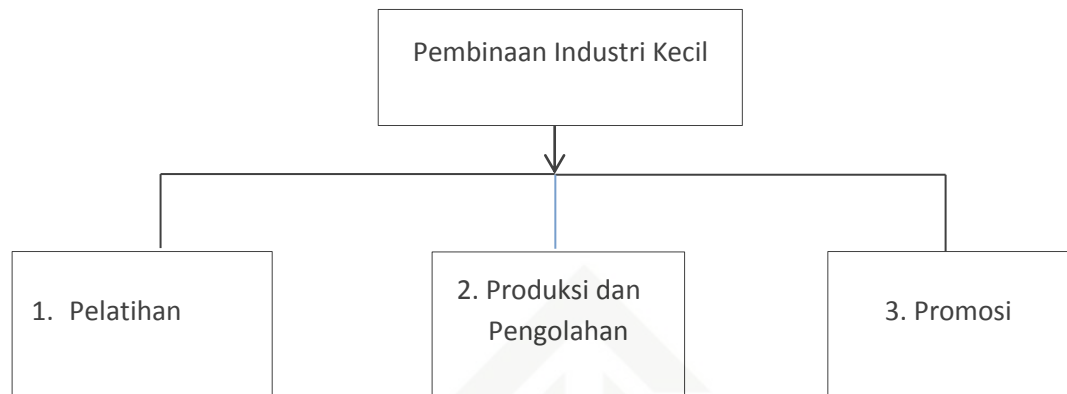 Pembinaan Industri Kecil
1. Pelatihan
2. Produksi dan
Pengolahan
3. Promosi